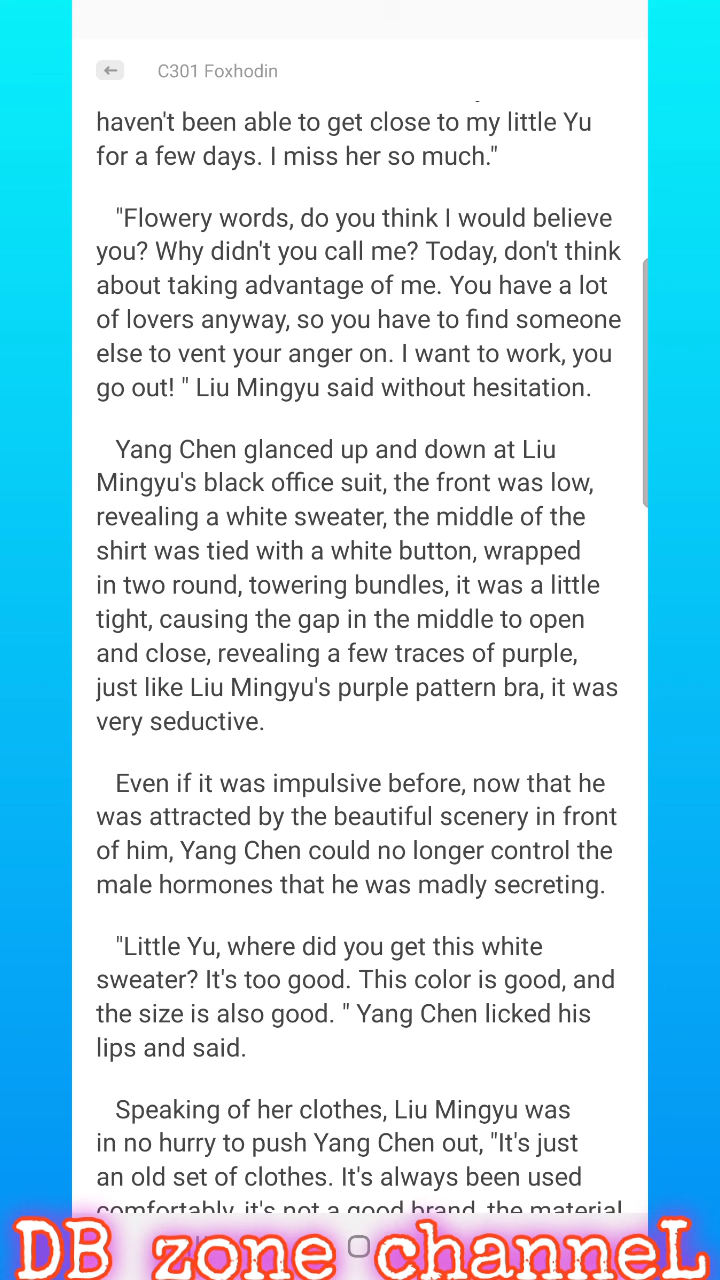 C301 Foxhodin
haven't been able to get close to my little Yu
for a few days. I miss her so much."
"Flowery words, do you think I would believe
you? Why didn't you call me? Today, don't think
about taking advantage of me. You have a lot
of lovers anyway, so you have to find someone
else to vent your anger on. I want to work, you
go out! " Liu Mingyu said without hesitation.
Yang Chen glanced up and down at Liu
Mingyu's black office suit, the front was low,
revealing a white sweater, the middle of the
shirt was tied with a white button, wrapped
in two round, towering bundles, it was a little
tight, causing the gap in the middle to open
and close, revealing a few traces of purple,
just like Liu Mingyu's purple pattern bra, it was
very seductive.
Even if it was impulsive before, now that he
was attracted by the beautiful scenery in front
of him, Yang Chen could no longer control the
male hormones that he was madly secreting.
"Little Yu, where did you get this white
sweater? It's too good. This color is good, and
the size is also good. " Yang Chen licked his
lips and said.
Speaking of her clothes, Liu Mingyu was
in no hurry to push Yang Chen out, "It's just
an old set of clothes. It's always been used
comfortably, it's not a good brand, the material
DB zone channeL